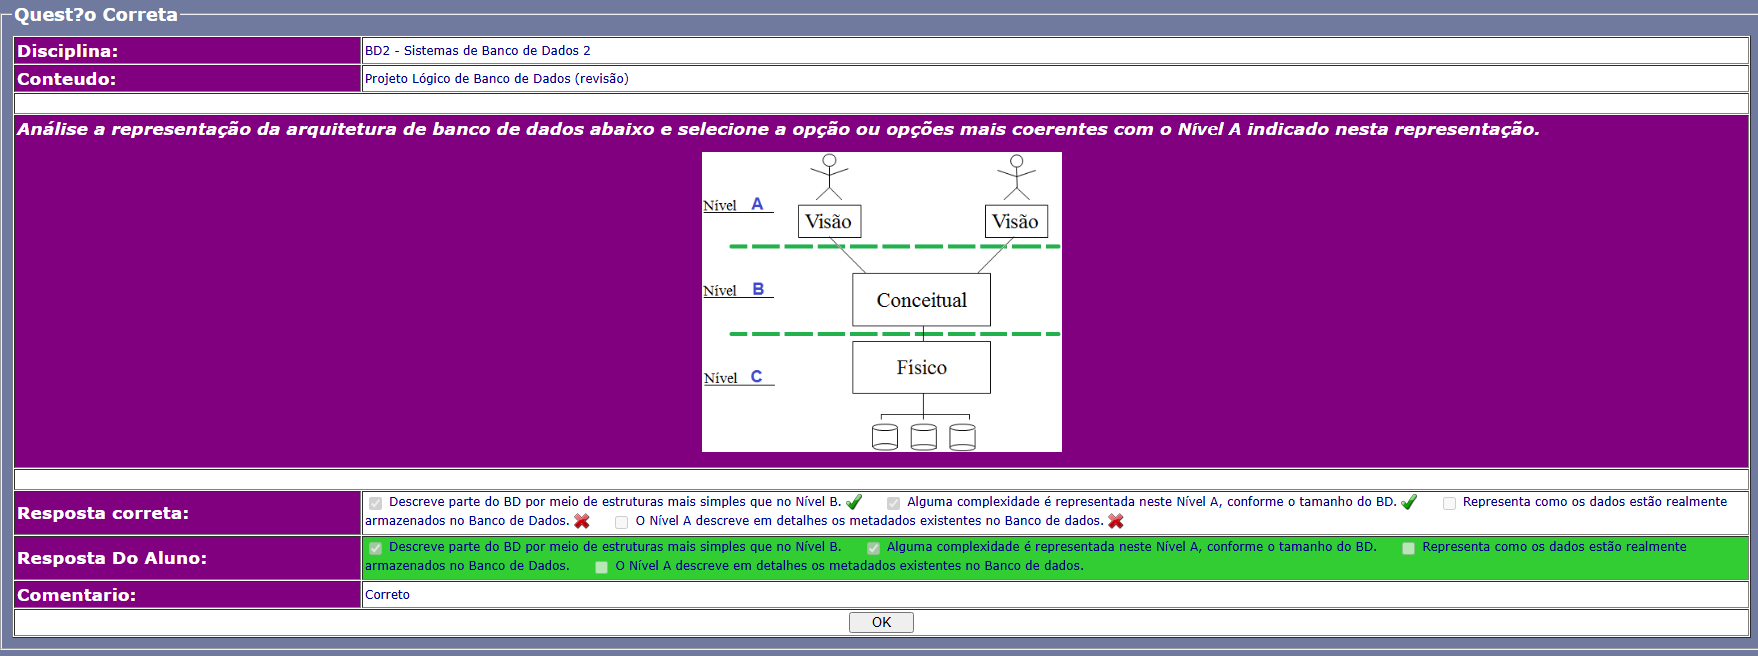 Quest?o Correta
Disciplina: BD2 - Sistemas de Banco de Dados 2
Conteudo: Projeto Lógico de Banco de Dados (revisão)
Análise a representação da arquitetura de banco de dados abaixo e selecione a opção ou opções mais coerentes com o Nível A indicado nesta representação.
Nível A
Visão Visão
Nível B
Conceitual
Físico
Nível C
Resposta correta: Descreve parte do BD por meio de estruturas mais simples que no Nível B. Alguma complexidade é representada neste Nível A, conforme o tamanho do BD. Representa como os dados estão realmente
armazenados no Banco de Dados. O Nível A descreve em detalhes os metadados existentes no Banco de dados.
Resposta Do Aluno: Descreve parte do BD por meio de estruturas mais simples que no Nível B. Alguma complexidade é representada neste Nível A, conforme o tamanho do BD. Representa como os dados estão realmente
armazenados no Banco de Dados. O Nível A descreve em detalhes os metadados existentes no Banco de dados.
Comentario: Correto
OK